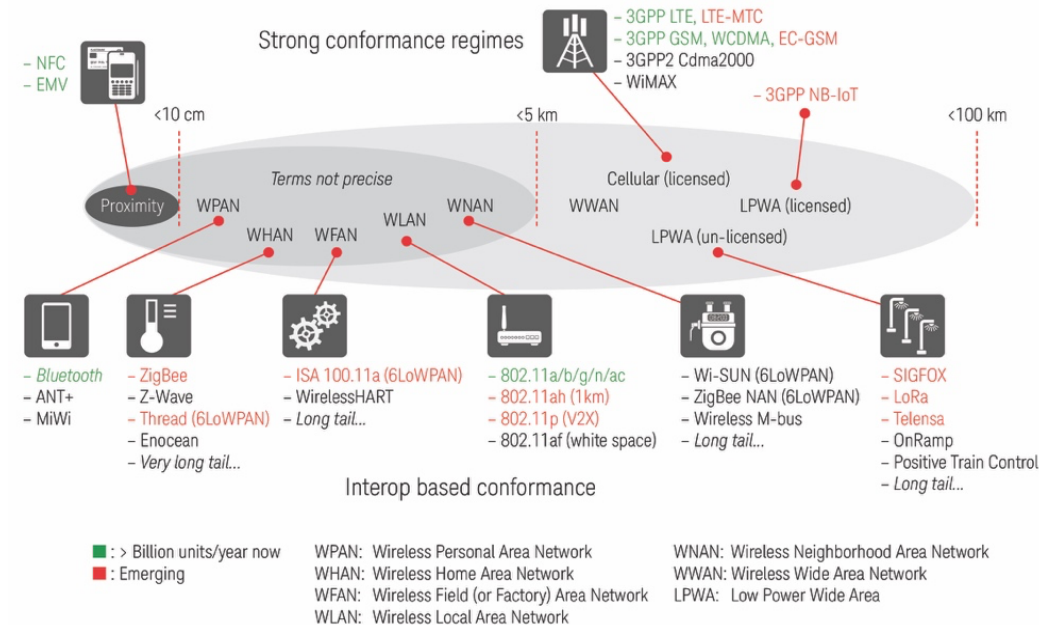 Strong conformance regimes
– NFC
– EMV
– 3GPP LTE, LTE-MTC
– 3GPP GSM, WCDMA, EC-GSM
– 3GPP2 Cdma2000
– WiMAX
– 3GPP NB-IoT
<10 cm
<5 km
<100 km
Terms not precise
Cellular (licensed)
Proximity
WPAN
WHAN
WFAN
WLAN
WNAN
WWAN
LPWA (licensed)
LPWA (un-licensed)
– Bluetooth
– ANT+
– MiWi
– ZigBee
– Z-Wave
– Thread (6LoWPAN)
– Enocean
– Very long tail...
– ISA 100.11a (6LoWPAN)
– WirelessHART
– Long tail...
– 802.11a/b/g/n/ac
– 802.11ah (1km)
– 802.11p (V2X)
– 802.11af (white space)
– Wi-SUN (6LoWPAN)
– ZigBee NAN (6LoWPAN)
– Wireless M-bus
– Long tail...
– SIGFOX
– LoRa
– Telensa
– OnRamp
– Positive Train Control
– Long tail...
Interop based conformance
: > Billion units/year now
: Emerging
WPAN: Wireless Personal Area Network
WHAN: Wireless Home Area Network
WFAN: Wireless Field (or Factory) Area Network
WLAN: Wireless Local Area Network
WNAN: Wireless Neighborhood Area Network
WWAN: Wireless Wide Area Network
LPWA: Low Power Wide Area